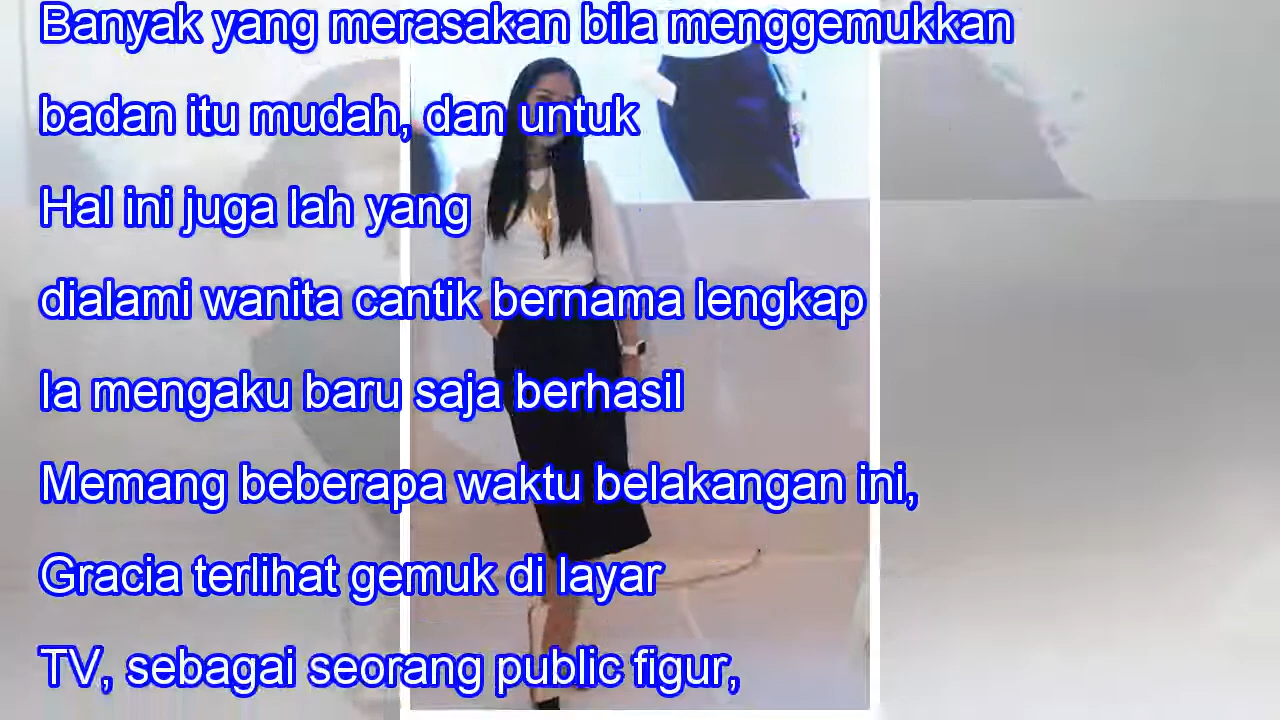 Banyak yang merasakan bila menggemukkan
badan itu mudah, dan untuk
Hal ini juga lah yang
dialami wanita cantik bernama lengkap
Ia mengaku baru saja berhasil
Memang beberapa waktu belakangan ini,
Gracia terlihat gemuk di layar
TV, sebagai seorang public figur,